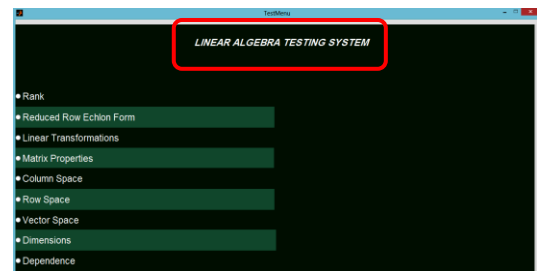 TestMenu
LINEAR ALGEBRA TESTING SYSTEM
Rank
Reduced Row Echlon Form
Linear Transformations
Matrix Properties
Column Space
Row Space
Vector Space
Dimensions
Dependence